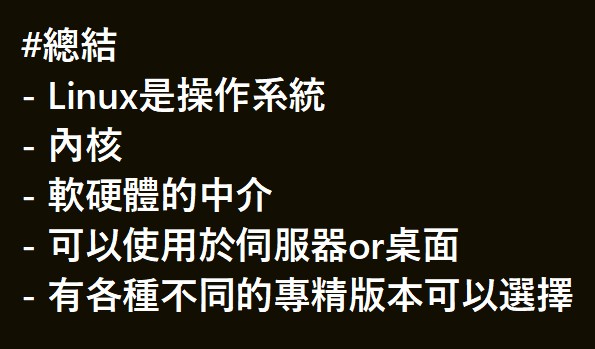 #總結
- Linux是操作系統
- 內核
- 軟硬體的中介
- 可以使用於伺服器or桌面
- 有各種不同的專精版本可以選擇